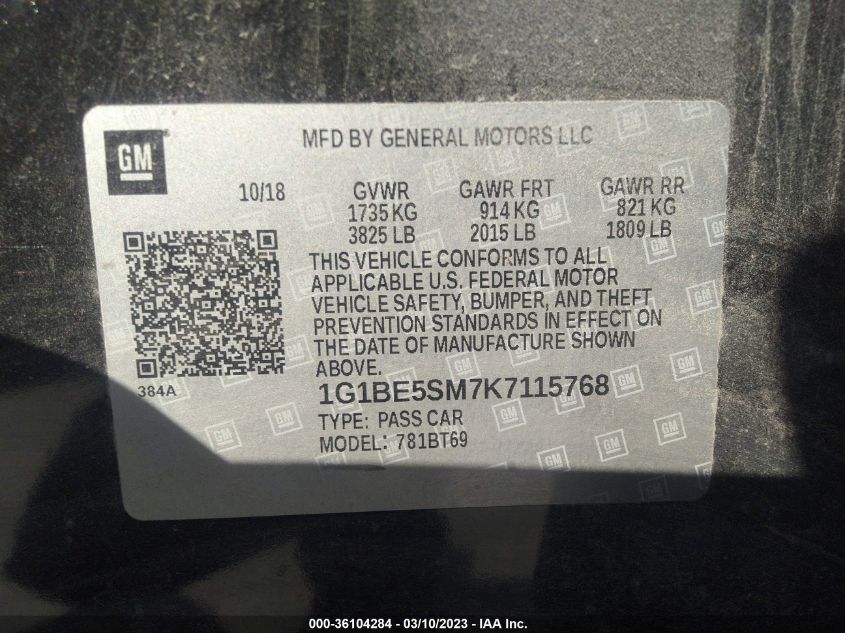 GM
MFD BY GENERAL MOTORS LLC
10/18 GVWR GAWR FRT GAWR RR
1735 KG 914 KG 821 KG
3825 LB 2015 LB 1809 LB
THIS VEHICLE CONFORMS TO ALL
APPLICABLE U.S. FEDERAL MOTOR
VEHICLE SAFETY, BUMPER, AND THEFT
PREVENTION STANDARDS IN EFFECT ON
THE DATE OF MANUFACTURE SHOWN
ABOVE.
384A
1G1BE5SM7K7115768
TYPE: PASS CAR
MODEL: 781BT69
000-36104284 - 03/10/2023 - IAA Inc.